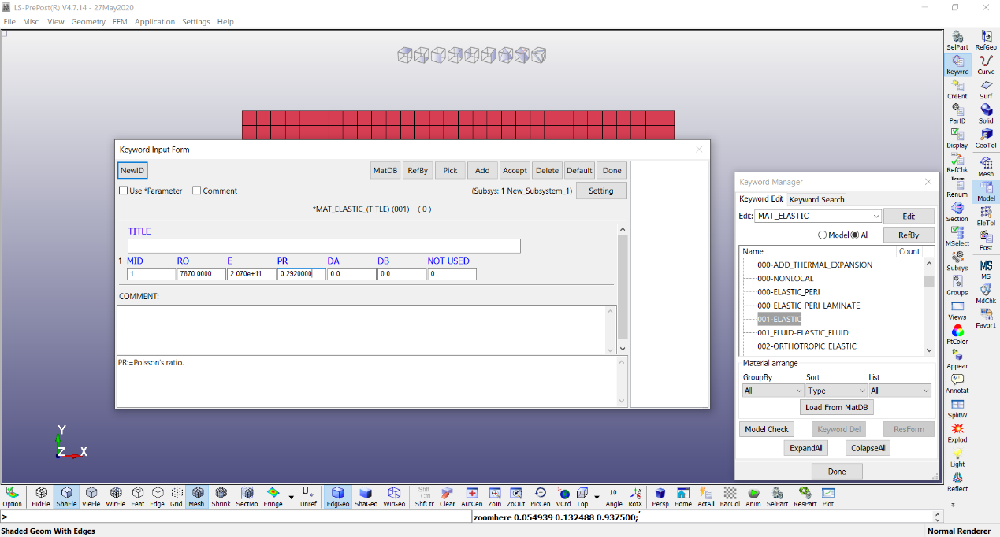 LS-PrePost(R) V4.7.14 - 27May2020
File Misc. View Geometry FEM Application Settings Help
Keyword Input Form
NewID MatDB RefBy Pick Add Accept Delete Default Done
Use *Parameter Comment (Subsys: 1 New_Subsystem_1) Setting
*MAT_ELASTIC_(TITLE) (001) ( 0 )
TITLE
1 MID RO E PR DA DB NOT USED
1 7870.0000 2.070e+11 0.2920000 0.0 0.0 0
COMMENT:
PR:=Poisson's ratio.
Y
Z X
Keyword Manager
Keyword Edit Keyword Search
Edit: MAT_ELASTIC Edit
Model All RefBy
Name Count
000-ADD_THERMAL_EXPANSION
000-NONLOCAL
000-ELASTIC_PERI
000-ELASTIC_PERI_LAMINATE
001-ELASTIC
001_FLUID-ELASTIC_FLUID
002-ORTHOTROPIC_ELASTIC
Material arrange
GroupBy Sort List
All Type All
Load From MatDB
Model Check Keyword Del ResForm
ExpandAll CollapseAll
Done
SelPart RefGeo
Keywrd Curve
CreEnt Surf
PartD Solid
Display GeoTol
RefChk Mesh
Renum
Renum Model
Section EleTol
MSelect Post
Subsys MS
MS
Groups MdChk
Views Favor1
PtColor
Appear
Annotat
SplitW
Explod
Light
Reflect
Option HidEle ShaEle VieEle WirEle Feat Edge Grid Mesh Shrink SectMo Fringe Unref EdgGeo ShaGeo WirGeo Shft Ctrl ShfCtr Clear AutCen ZoIn ZoOut PicCen VCrd Top 10 Angle RotX Persp Home ActAll BacCol Anim SelPart ResPart Plot
> zoomhere 0.054939 0.132488 0.937500;
Shaded Geom With Edges Normal Renderer